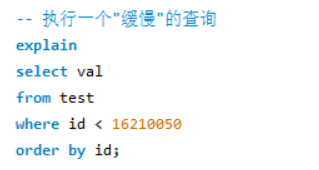 -- 执行一个"缓慢"的查询
explain
select val
from test
where id < 16210050
order by id;